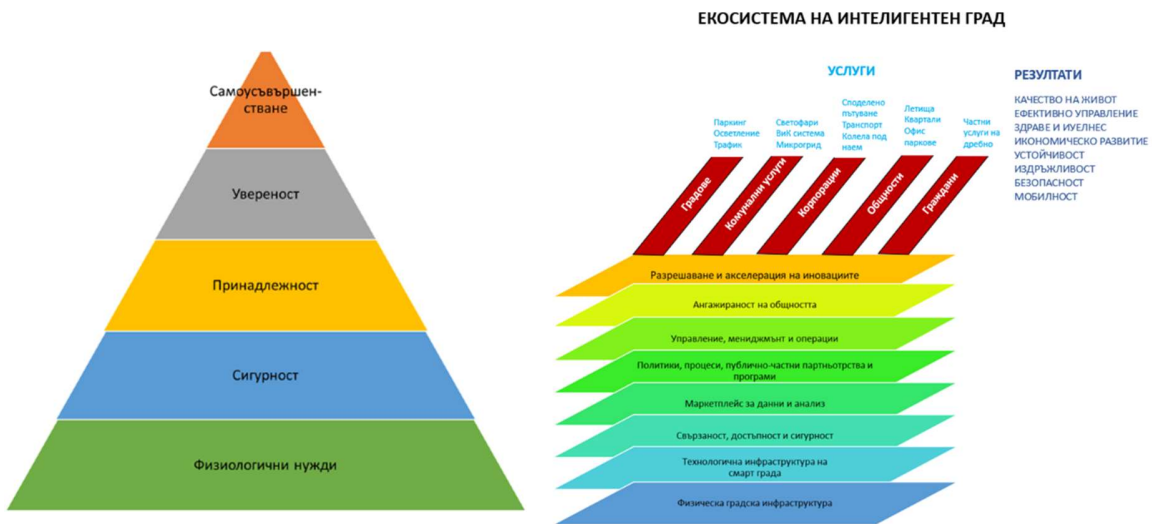 Самоусъвършен-
стване
Увереност
Принадлежност
Сигурност
Физиологични нужди
ЕКОСИСТЕМА НА ИНТЕЛИГЕНТЕН ГРАД
УСЛУГИ
Паркинг
Осветление
Трафик
Светофари
ВиК система
Микрогрид
Споделено
пътуване
Транспорт
Колела под
наем
Летища
Квартали
Офис
паркове
Частни
услуги на
дребно
РЕЗУЛТАТИ
КАЧЕСТВО НА ЖИВОТ
ЕФЕКТИВНО УПРАВЛЕНИЕ
ЗДРАВЕ И ИУЕЛНЕС
ИКОНОМИЧЕСКО РАЗВИТИЕ
УСТОЙЧИВОСТ
ИЗДРЪЖЛИВОСТ
БЕЗОПАСНОСТ
МОБИЛНОСТ
Градове
Комунални услуги
Корпорации
Общности
Граждани
Разрешаване и акселерация на иновациите
Ангажираност на общността
Управление, мениджмънт и операции
Политики, процеси, публично-частни партньотрства и
програми
Маркетплейс за данни и анализ
Свързаност, достъпност и сигурност
Технологична инфраструктура на
смарт града
Физическа градска инфраструктура